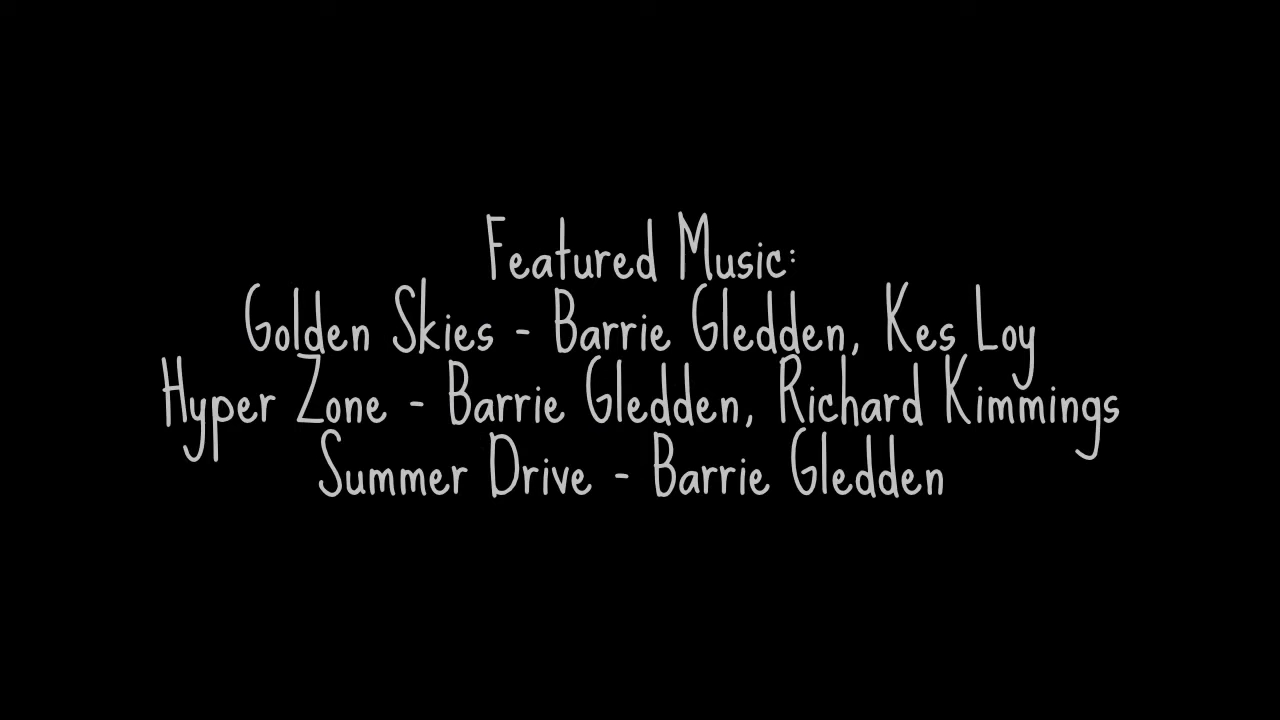 Featured Music:
Golden Skies - Barrie Gledden, Kes Loy
Hyper Zone - Barrie Gledden, Richard Kimmings
Summer Drive - Barrie Gledden